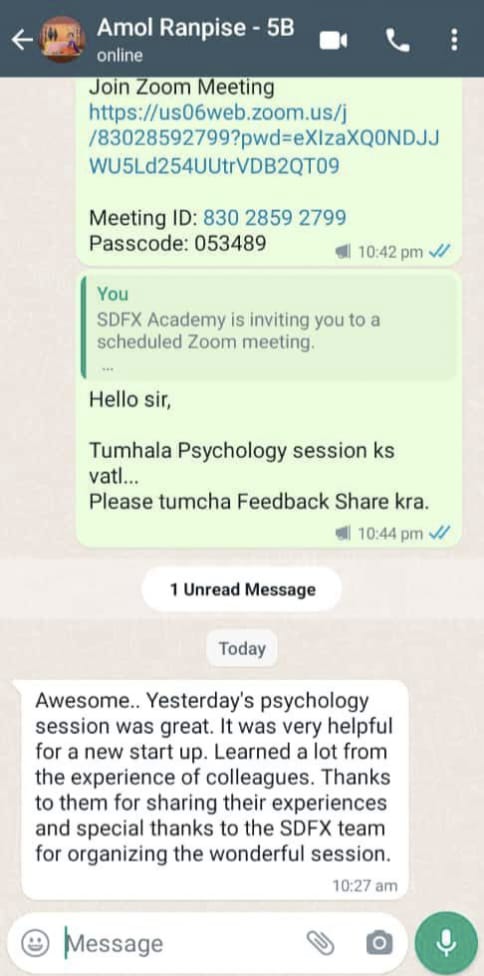 Amol Ranpise - 5B
online
Join Zoom Meeting
https://us06web.zoom.us/j
/83028592799?pwd=eXIzaXQ0NDJJ
WU5Ld254UUtrVDB2QT09
Meeting ID: 830 2859 2799
Passcode: 053489
10:42 pm
You
SDFX Academy is inviting you to a
scheduled Zoom meeting.
...
Hello sir,
Tumhala Psychology session ks
vatl...
Please tumcha Feedback Share kra.
10:44 pm
1 Unread Message
Today
Awesome.. Yesterday's psychology
session was great. It was very helpful
for a new start up. Learned a lot from
the experience of colleagues. Thanks
to them for sharing their experiences
and special thanks to the SDFX team
for organizing the wonderful session.
10:27 am
Message